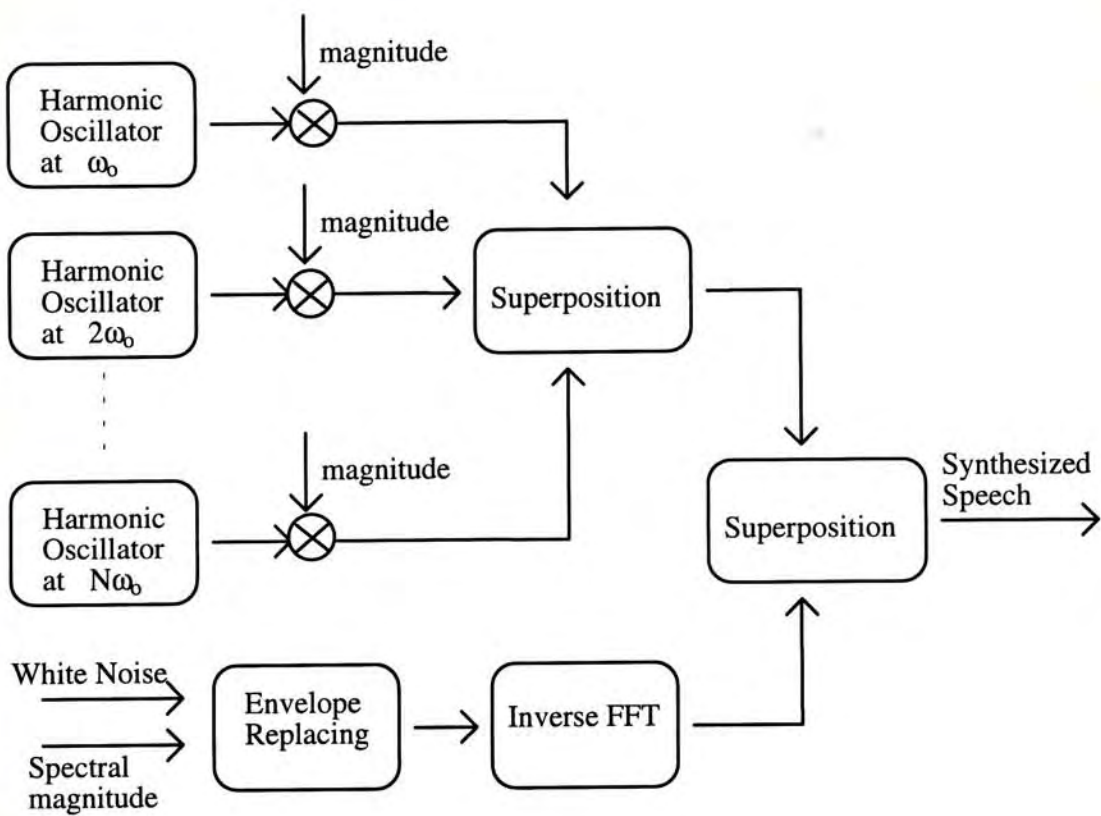 magnitude
Harmonic
Oscillator
at ω₀
magnitude
Harmonic
Oscillator
at 2ω₀
Superposition
magnitude
Harmonic
Oscillator
at Nω₀
Synthesized
Speech
Superposition
White Noise
Envelope
Replacing
Inverse FFT
Spectral
magnitude